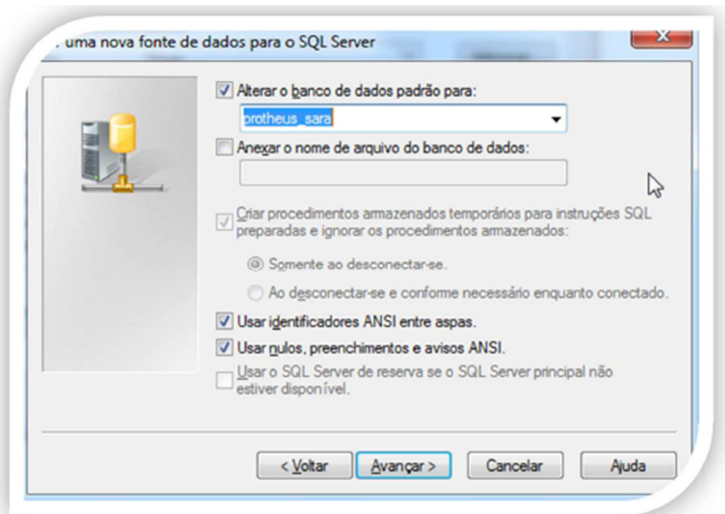 uma nova fonte de dados para o SQL Server
Alterar o banco de dados padrão para:
protheus_sara
Anexar o nome de arquivo do banco de dados:
Criar procedimentos armazenados temporários para instruções SQL
preparadas e ignorar os procedimentos armazenados:
Somente ao desconectar-se.
Ao desconectar-se e conforme necessário enquanto conectado.
Usar identificadores ANSI entre aspas.
Usar nulos, preenchimentos e avisos ANSI.
Usar o SQL Server de reserva se o SQL Server principal não
estiver disponível.
< Voltar Avançar > Cancelar Ajuda